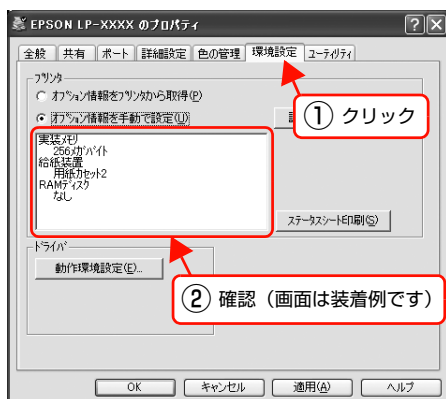 EPSON LP-XXXX のプロパティ
全般 共有 ポート 詳細設定 色の管理 環境設定 ユーティリティ
プリンタ
オプション情報をプリンタから取得(P)
オプション情報を手動で設定(U)
① クリック
実装メモリ
256メガバイト
給紙装置
用紙カセット2
RAMディスク
なし
ステータスシート印刷(S)
ドライバ
動作環境設定(E)...
② 確認（画面は装着例です）
OK キャンセル 適用(A) ヘルプ